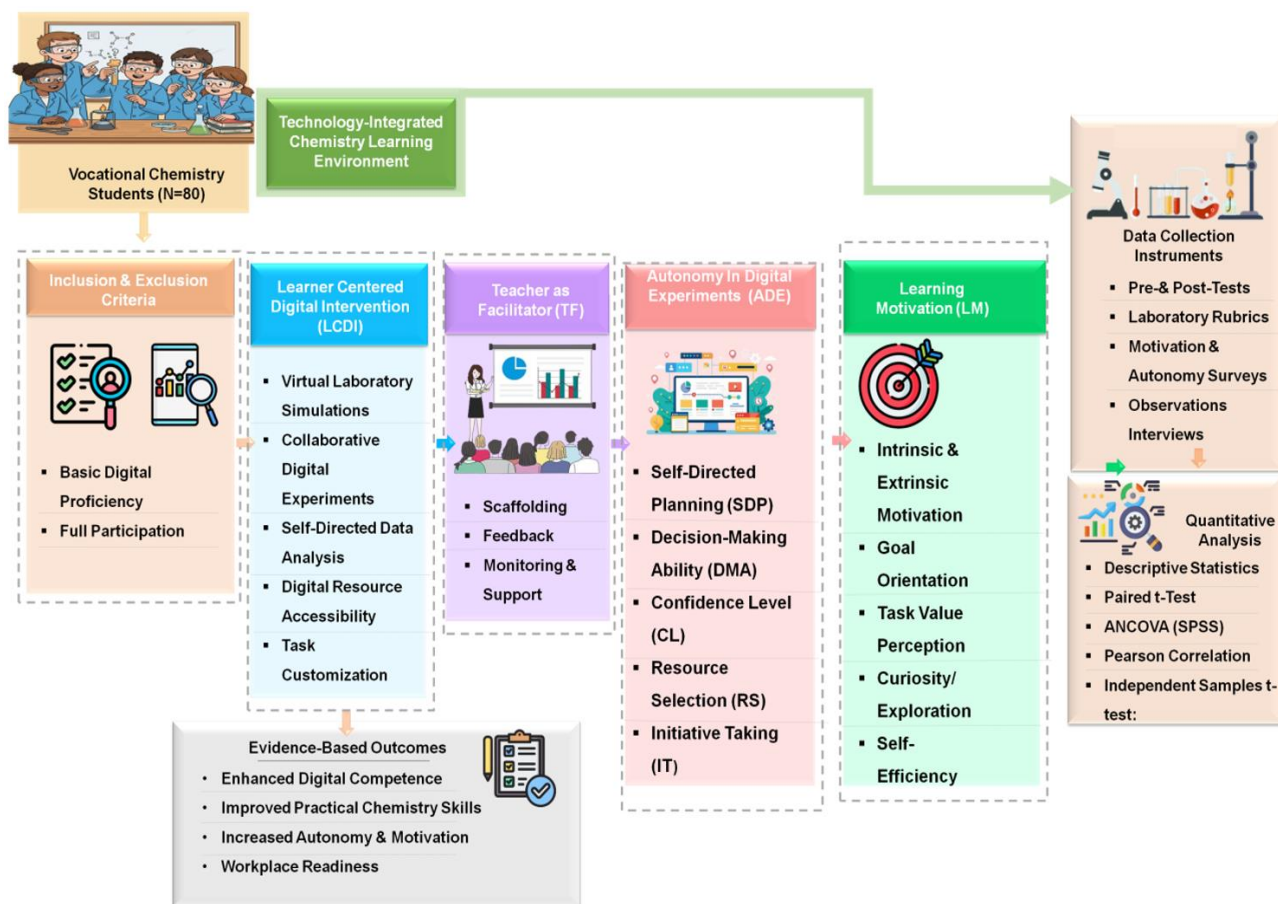 Vocational Chemistry
Students (N=80)
Technology-Integrated
Chemistry Learning
Environment
Inclusion & Exclusion
Criteria
▪ Basic Digital
Proficiency
▪ Full Participation
Learner Centered
Digital Intervention
(LCDI)
▪ Virtual Laboratory
Simulations
▪ Collaborative
Digital
Experiments
▪ Self-Directed Data
Analysis
▪ Digital Resource
Accessibility
▪ Task
Customization
Teacher as
Facilitator (TF)
▪ Scaffolding
▪ Feedback
▪ Monitoring &
Support
Autonomy In Digital
Experiments (ADE)
▪ Self-Directed
Planning (SDP)
▪ Decision-Making
Ability (DMA)
▪ Confidence Level
(CL)
▪ Resource
Selection (RS)
▪ Initiative Taking
(IT)
Learning
Motivation (LM)
▪ Intrinsic &
Extrinsic
Motivation
▪ Goal
Orientation
▪ Task Value
Perception
▪ Curiosity/
Exploration
▪ Self-
Efficiency
Data Collection
Instruments
▪ Pre-& Post-Tests
▪ Laboratory Rubrics
▪ Motivation &
Autonomy Surveys
▪ Observations
Interviews
Quantitative
Analysis
▪ Descriptive Statistics
▪ Paired t-Test
▪ ANCOVA (SPSS)
▪ Pearson Correlation
▪ Independent Samples t-
test:
Evidence-Based Outcomes
• Enhanced Digital Competence
• Improved Practical Chemistry Skills
• Increased Autonomy & Motivation
• Workplace Readiness